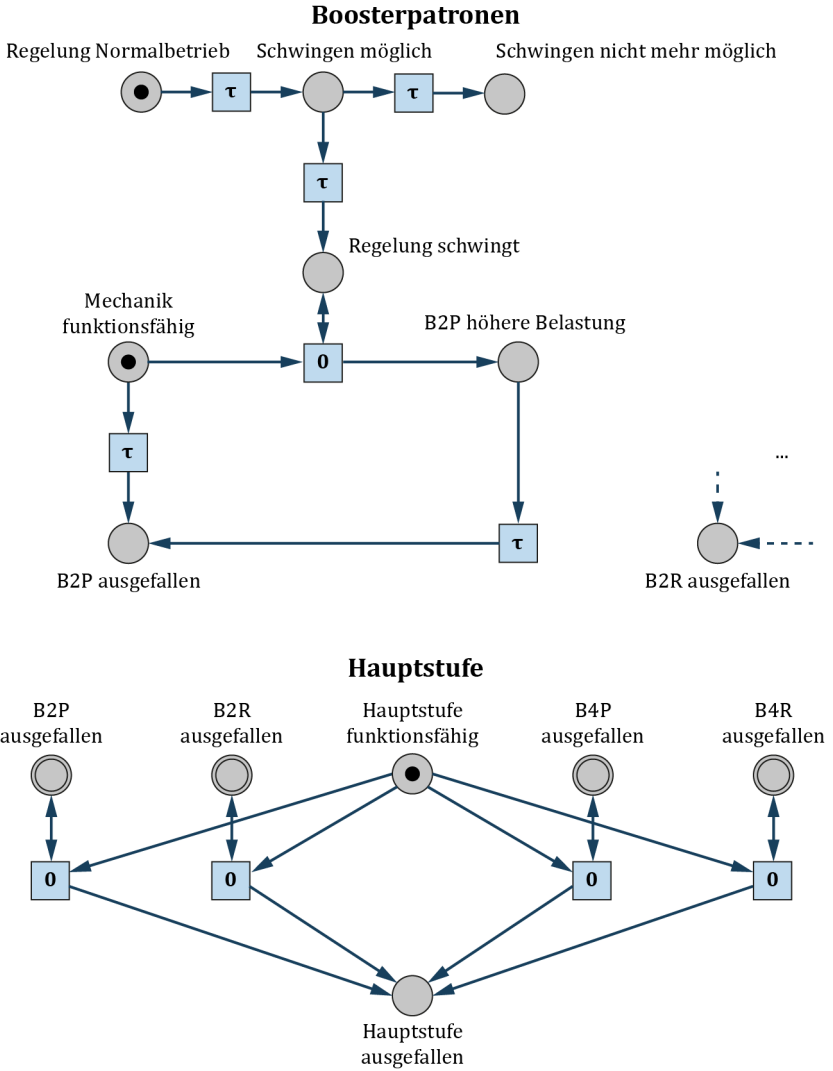 Boosterpatronen
Regelung Normalbetrieb
Schwingen möglich
Schwingen nicht mehr möglich
τ
τ
τ
Regelung schwingt
Mechanik
funktionsfähig
B2P höhere Belastung
0
τ
...
τ
B2P ausgefallen
B2R ausgefallen
Hauptstufe
B2P
ausgefallen
B2R
ausgefallen
Hauptstufe
funktionsfähig
B4P
ausgefallen
B4R
ausgefallen
0
0
0
0
Hauptstufe
ausgefallen